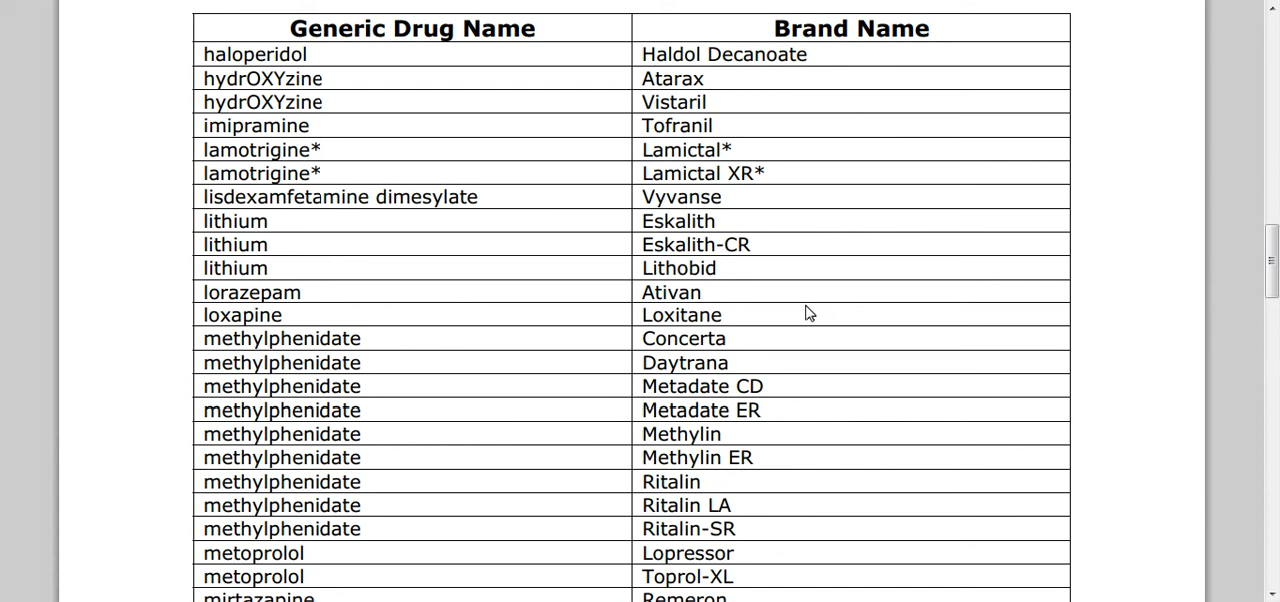 Generic Drug Name Brand Name
haloperidol Haldol Decanoate
hydrOXYzine Atarax
hydrOXYzine Vistaril
imipramine Tofranil
lamotrigine* Lamictal*
lamotrigine* Lamictal XR*
lisdexamfetamine dimesylate Vyvanse
lithium Eskalith
lithium Eskalith-CR
lithium Lithobid
lorazepam Ativan
loxapine Loxitane
methylphenidate Concerta
methylphenidate Daytrana
methylphenidate Metadate CD
methylphenidate Metadate ER
methylphenidate Methylin
methylphenidate Methylin ER
methylphenidate Ritalin
methylphenidate Ritalin LA
methylphenidate Ritalin-SR
metoprolol Lopressor
metoprolol Toprol-XL
mirtazapine Remeron